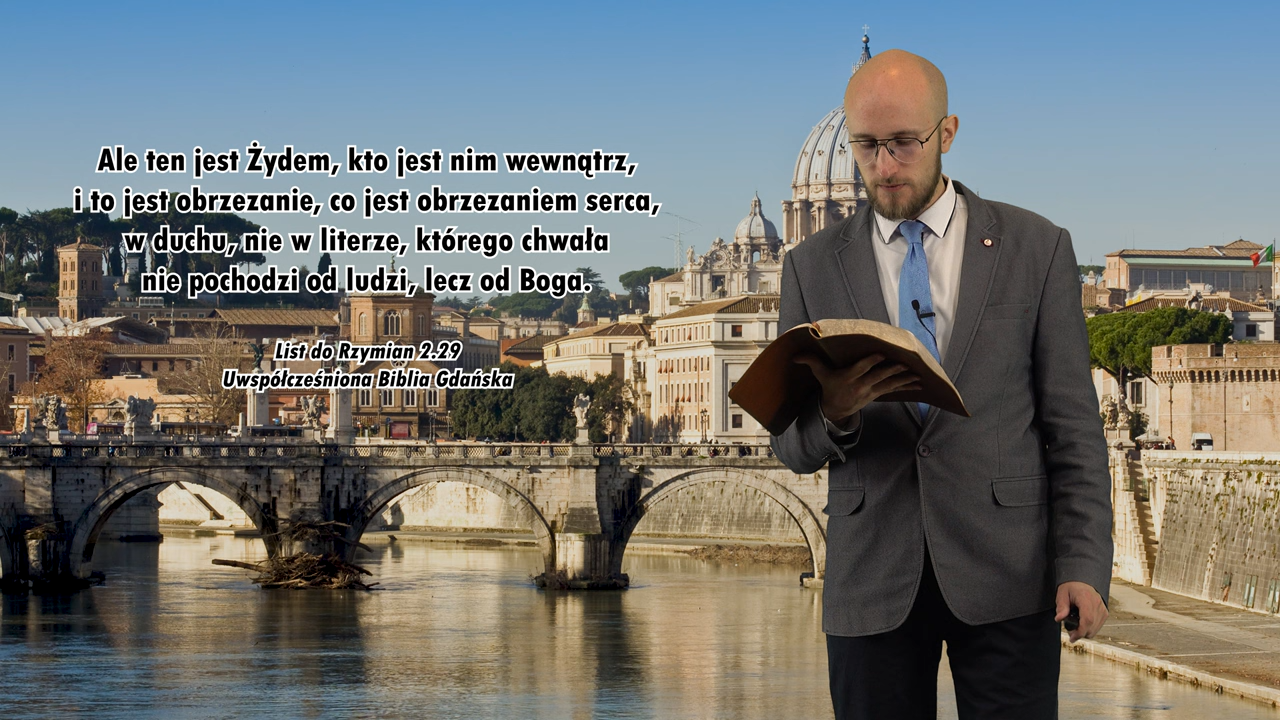 Ale ten jest Żydem, kto jest nim wewnątrz,
i to jest obrzezanie, co jest obrzezaniem serca,
w duchu, nie w literze, którego chwała
nie pochodzi od ludzi, lecz od Boga.
List do Rzymian 2.29
Uwspółcześniona Biblia Gdańska